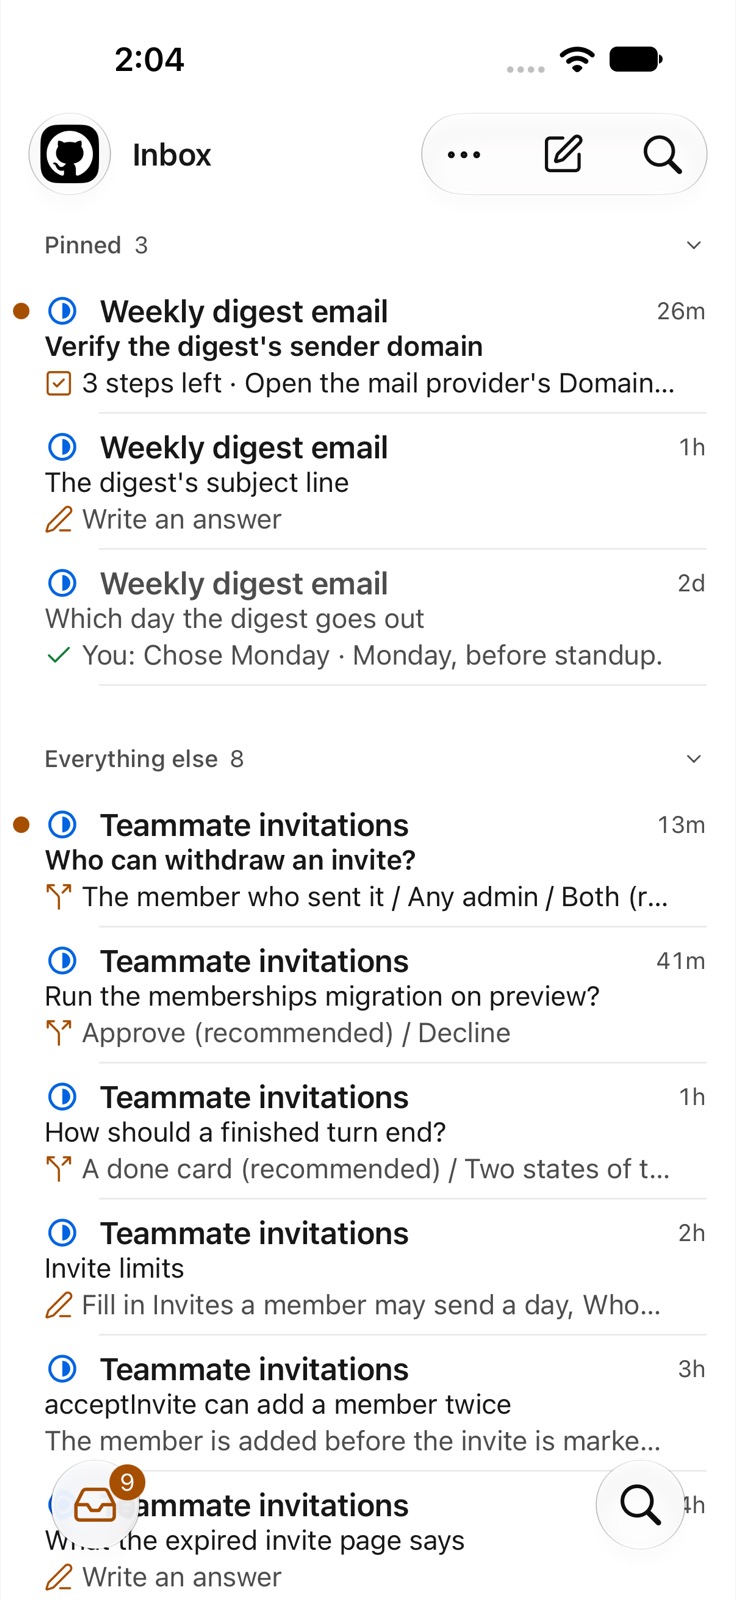 2:04
Inbox
Pinned 3
Weekly digest email 26m
Verify the digest's sender domain
3 steps left · Open the mail provider's Domain...
Weekly digest email 1h
The digest's subject line
Write an answer
Weekly digest email 2d
Which day the digest goes out
You: Chose Monday · Monday, before standup.
Everything else 8
Teammate invitations 13m
Who can withdraw an invite?
The member who sent it / Any admin / Both (r...
Teammate invitations 41m
Run the memberships migration on preview?
Approve (recommended) / Decline
Teammate invitations 1h
How should a finished turn end?
A done card (recommended) / Two states of t...
Teammate invitations 2h
Invite limits
Fill in Invites a member may send a day, Who...
Teammate invitations 3h
acceptInvite can add a member twice
The member is added before the invite is marke...
9
ammate invitations 4h
What the expired invite page says
Write an answer